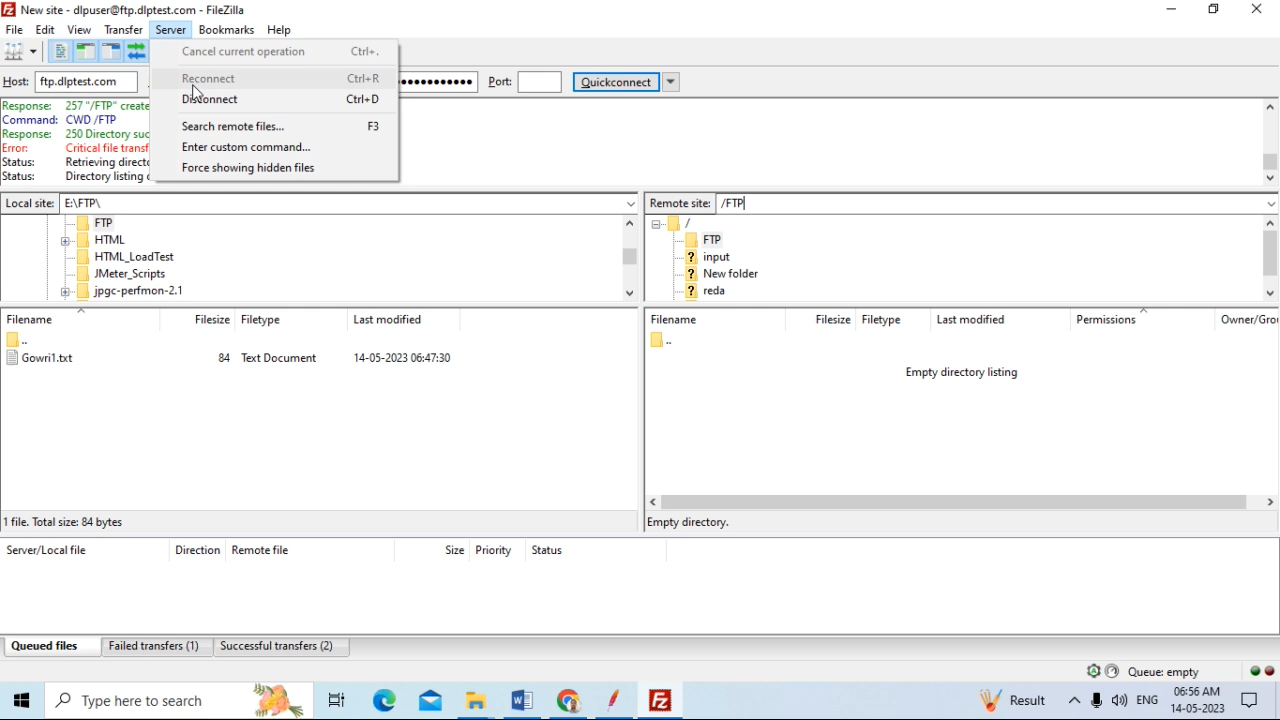 New site - dlpuser@ftp.dlptest.com - FileZilla
File Edit View Transfer Server Bookmarks Help
Cancel current operation Ctrl+.
Reconnect Ctrl+R
Disconnect Ctrl+D
Search remote files... F3
Enter custom command...
Force showing hidden files
Host: ftp.dlptest.com ●●●●●●●●●●●● Port: Quickconnect
Response: 257 "/FTP" create
Command: CWD /FTP
Response: 250 Directory suc
Error: Critical file transf
Status: Retrieving direct
Status: Directory listing
Local site: E:\FTP\
FTP
HTML
HTML_LoadTest
JMeter_Scripts
jpgc-perfmon-2.1
Remote site: /FTP
/
FTP
? input
? New folder
? reda
Filename Filesize Filetype Last modified
..
Gowri1.txt 84 Text Document 14-05-2023 06:47:30
1 file. Total size: 84 bytes
Filename Filesize Filetype Last modified Permissions Owner/Grou
..
Empty directory listing
Empty directory.
Server/Local file Direction Remote file Size Priority Status
Queued files Failed transfers (1) Successful transfers (2)
Queue: empty
Type here to search Result ENG 06:56 AM
14-05-2023